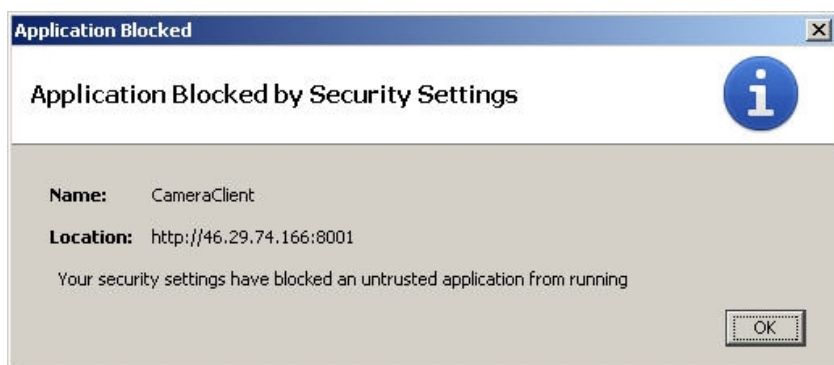 Application Blocked
Application Blocked by Security Settings
Name: CameraClient
Location: http://46.29.74.166:8001
Your security settings have blocked an untrusted application from running
OK